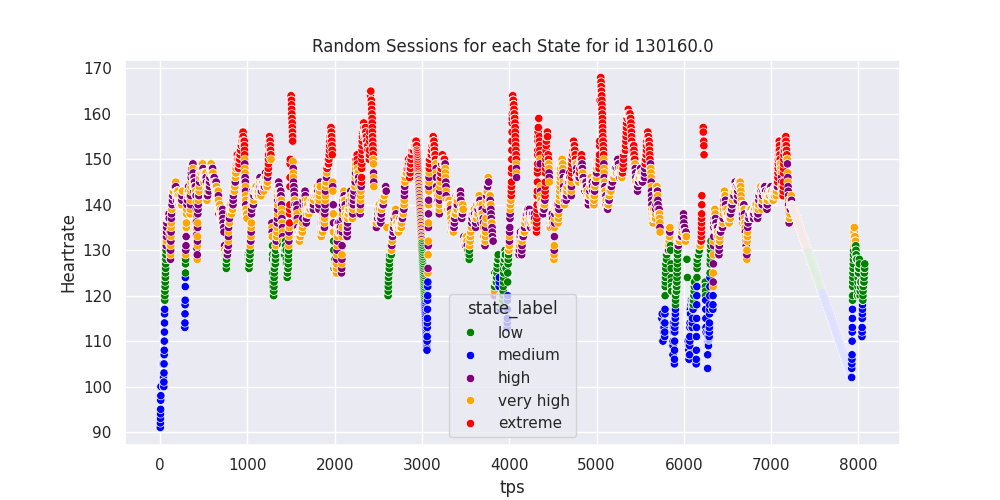 Random Sessions for each State for id 130160.0
170
160
150
140
130
120
110
100
90
Heartrate
state_label
low
medium
high
very high
extreme
0 1000 2000 3000 4000 5000 6000 7000 8000
tps